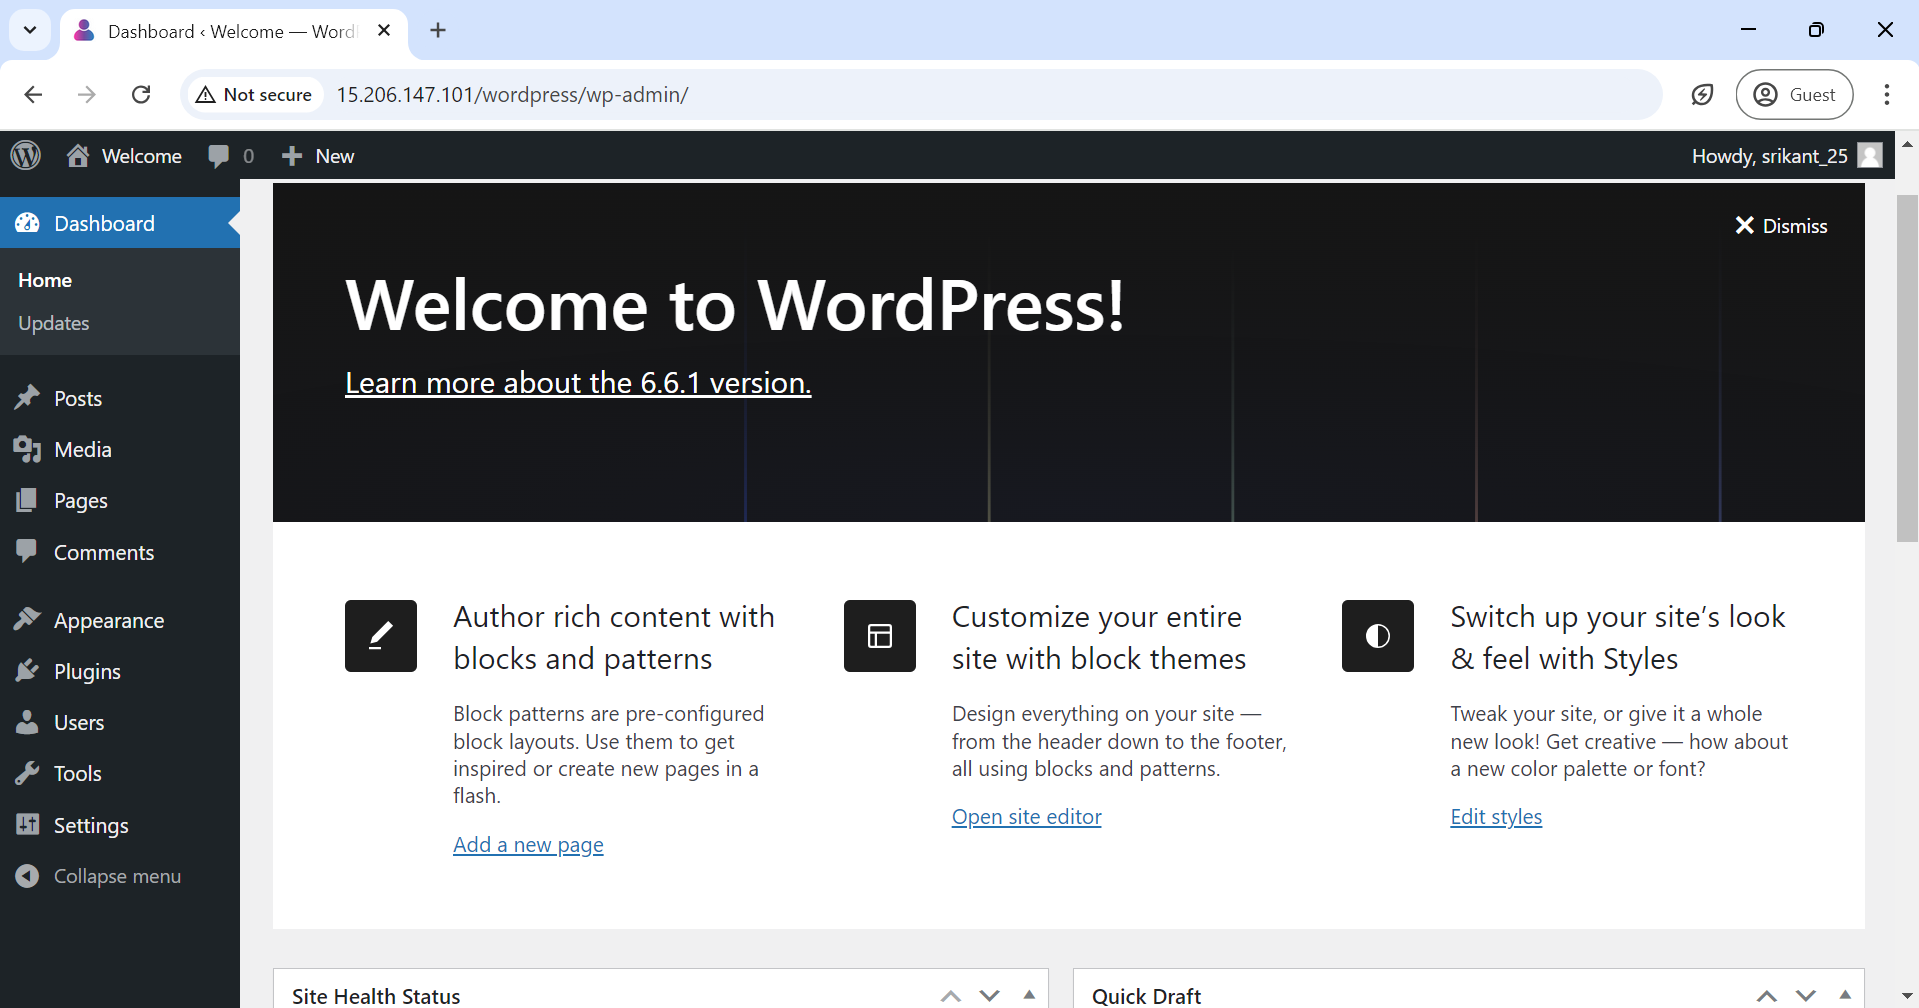 Dashboard ‹ Welcome — Word
Not secure
15.206.147.101/wordpress/wp-admin/
Guest
Welcome
0
New
Howdy, srikant_25
Dashboard
Home
Updates
Posts
Media
Pages
Comments
Appearance
Plugins
Users
Tools
Settings
Collapse menu
Dismiss
Welcome to WordPress!
Learn more about the 6.6.1 version.
Author rich content with
blocks and patterns
Block patterns are pre-configured
block layouts. Use them to get
inspired or create new pages in a
flash.
Add a new page
Customize your entire
site with block themes
Design everything on your site —
from the header down to the footer,
all using blocks and patterns.
Open site editor
Switch up your site’s look
& feel with Styles
Tweak your site, or give it a whole
new look! Get creative — how about
a new color palette or font?
Edit styles
Site Health Status
Quick Draft